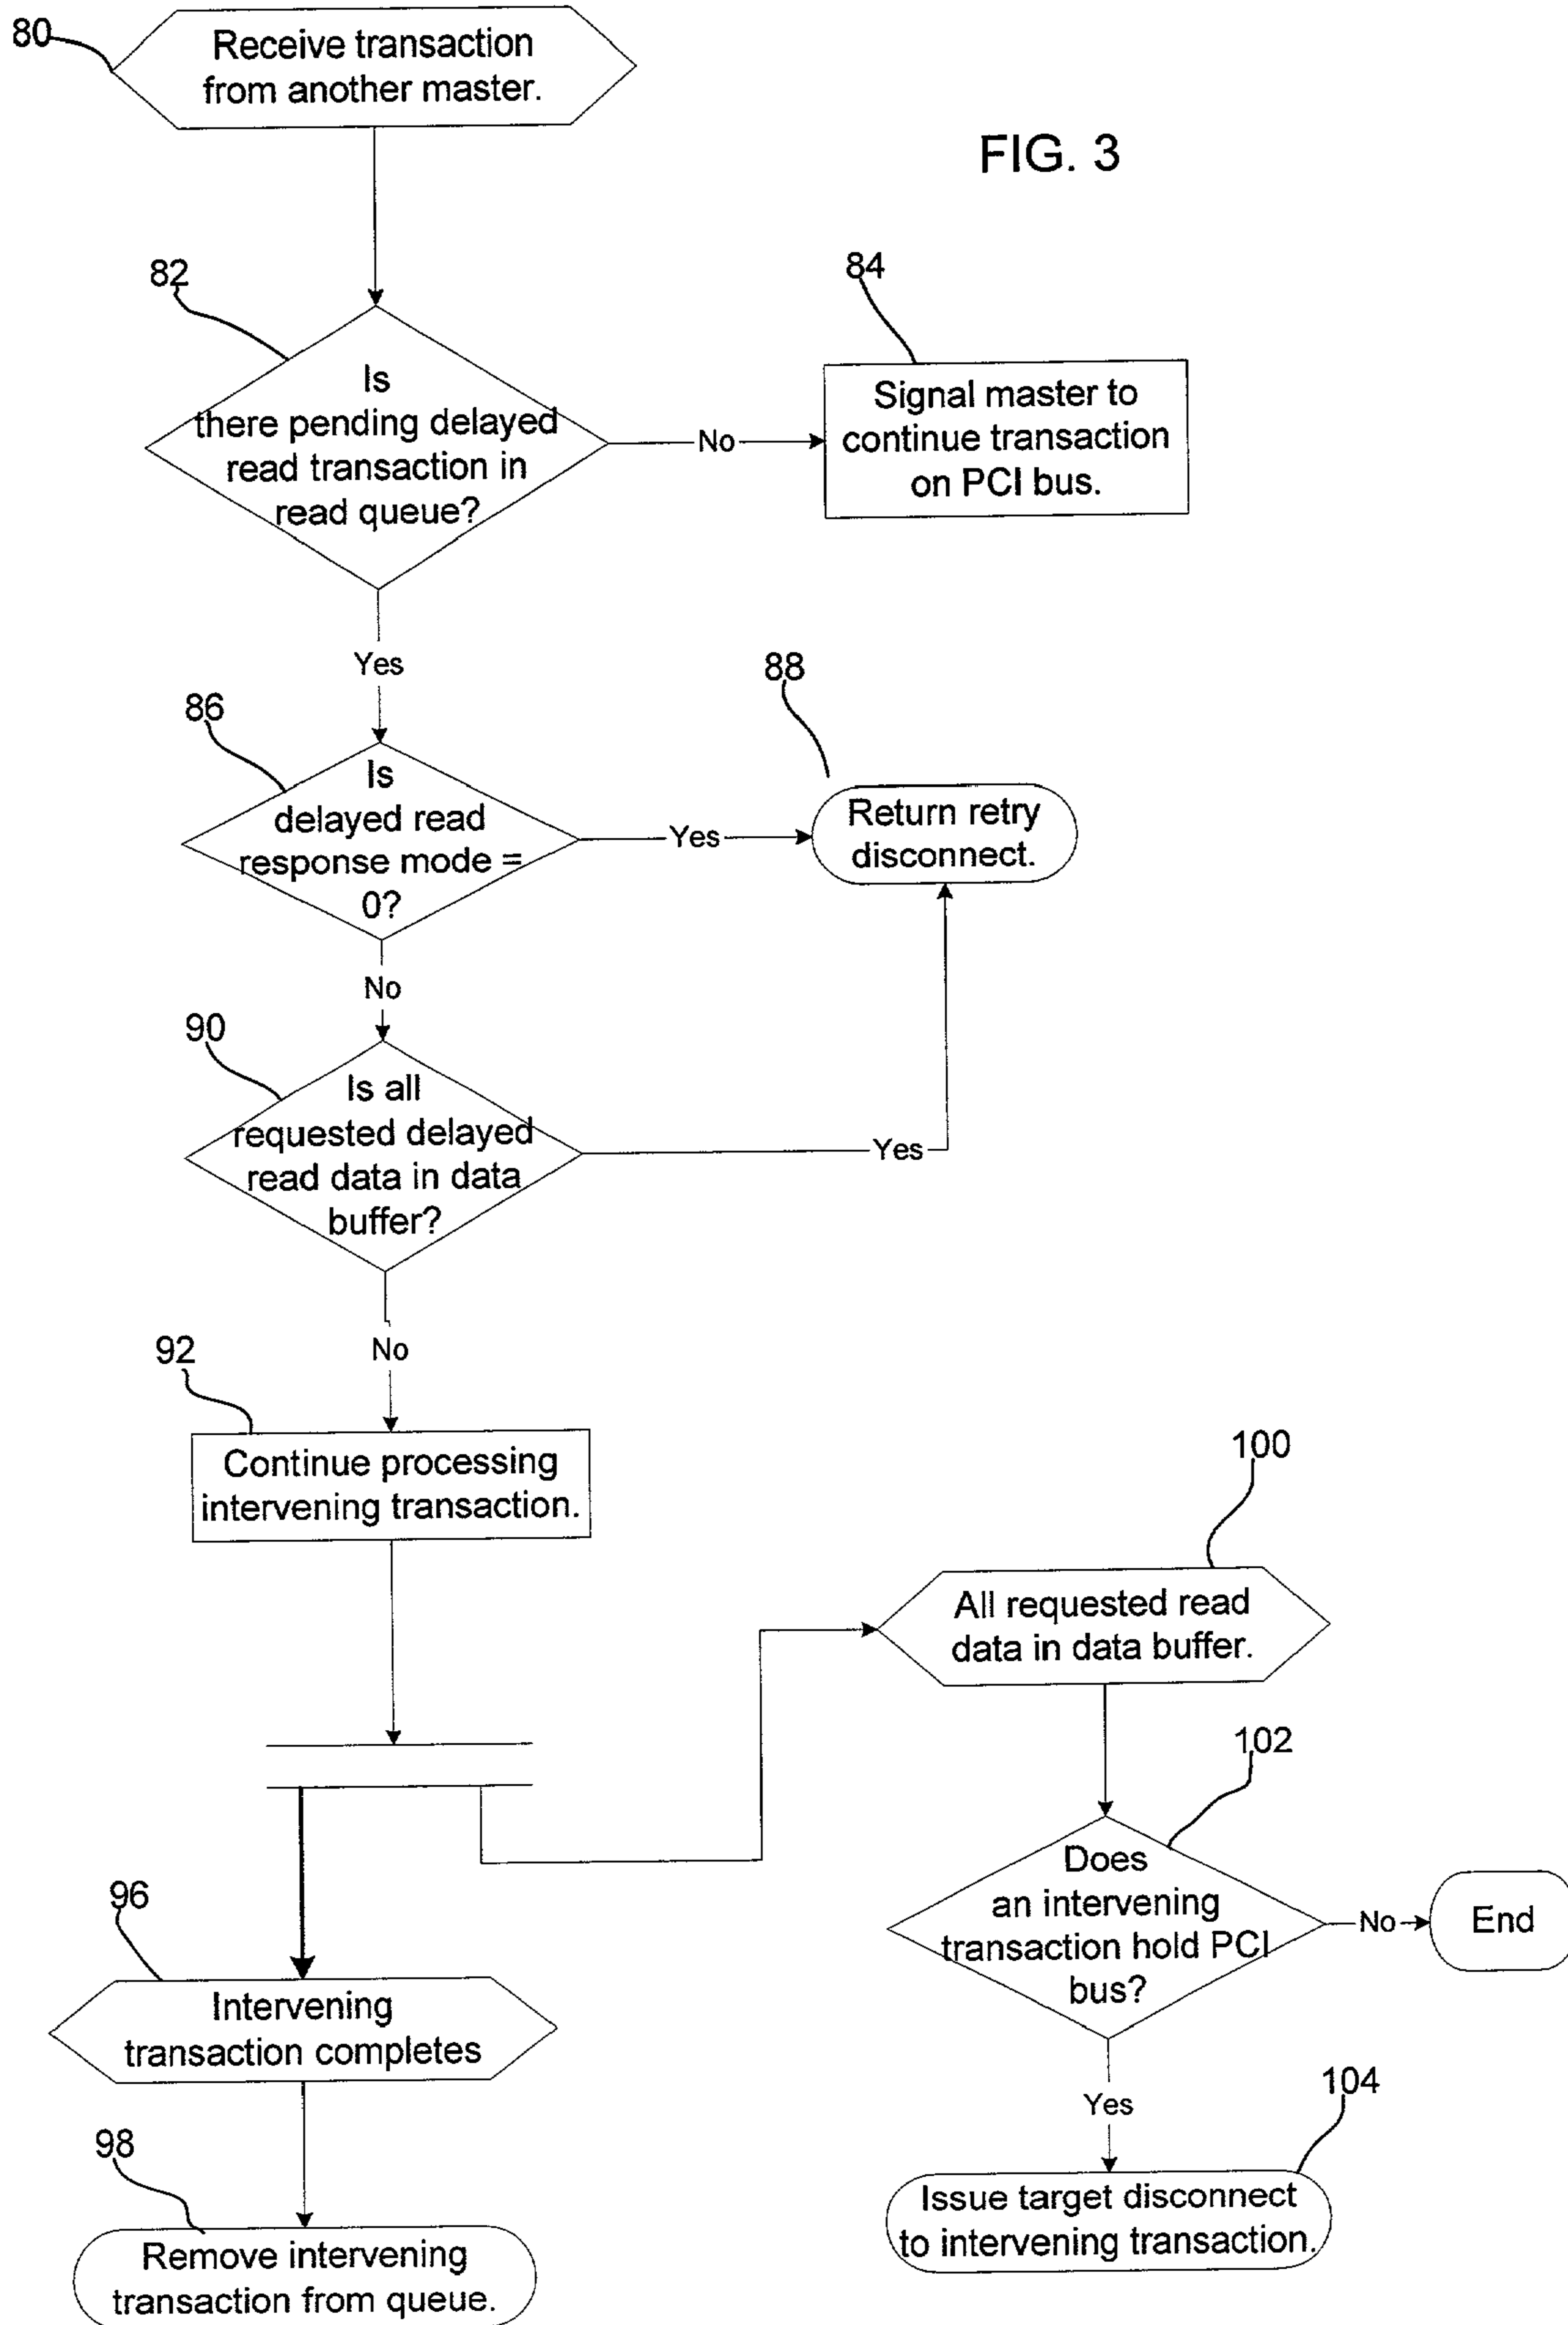 80
Receive transaction
from another master.
FIG. 3
82
84
Is
there pending delayed
read transaction in
read queue?
No
Signal master to
continue transaction
on PCI bus.
Yes
86
88
Is
delayed read
response mode =
0?
Yes
Return retry
disconnect.
No
90
Is all
requested delayed
read data in data
buffer?
Yes
No
92
Continue processing
intervening transaction.
100
All requested read
data in data buffer.
102
Does
an intervening
transaction hold PCI
bus?
No
End
96
Intervening
transaction completes
Yes
104
98
Issue target disconnect
to intervening transaction.
Remove intervening
transaction from queue.